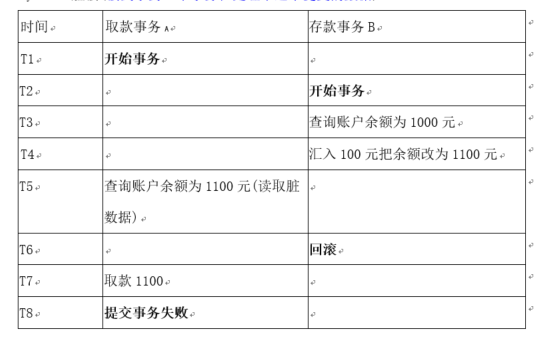 时间 取款事务 A 存款事务 B
T1 开始事务
T2 开始事务
T3 查询账户余额为 1000 元
T4 汇入 100 元把余额改为 1100 元
T5 查询账户余额为 1100 元(读取脏
数据)
T6 回滚
T7 取款 1100
T8 提交事务失败